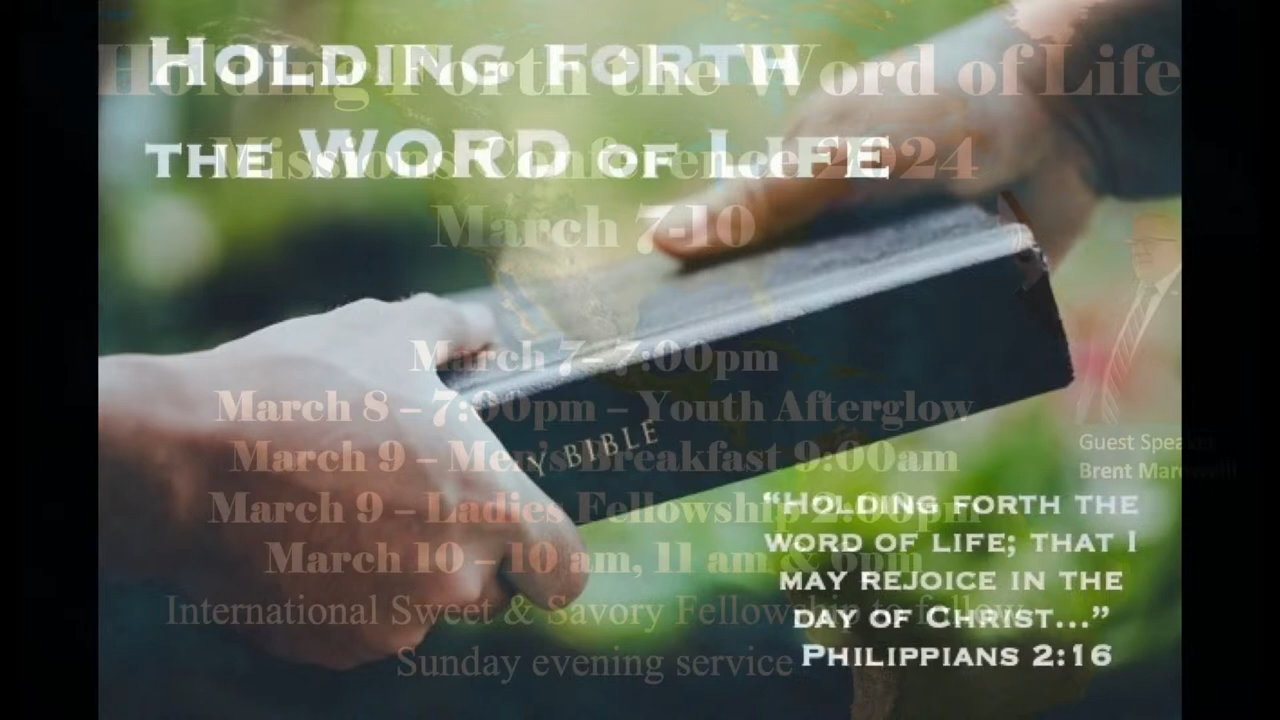 HOLDING FORTH
THE WORD OF LIFE
Holding Forth the Word of Life
Missions Conference 2024
March 7-10
March 7 – 7:00pm
March 8 – 7:00pm – Youth Afterglow
March 9 – Men's Breakfast 9:00am
March 9 – Ladies Fellowship 2:00pm
March 10 – 10 am, 11 am & 6pm
International Sweet & Savory Fellowship to follow
Sunday evening service
Guest Speaker
Brent
Y BIBLE
“HOLDING FORTH THE
WORD OF LIFE; THAT I
MAY REJOICE IN THE
DAY OF CHRIST...”
PHILIPPIANS 2:16